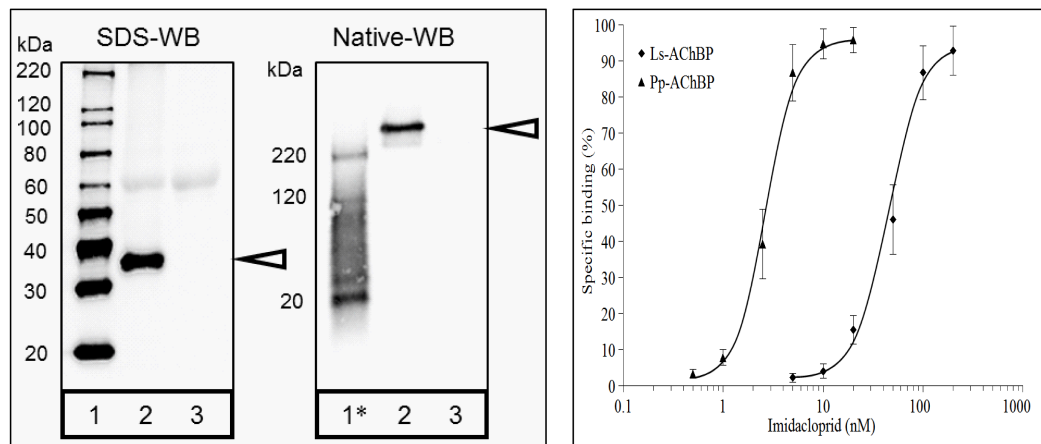 SDS-WB
kDa
220
120
100
80
60
50
40
30
20
1 2 3
Native-WB
kDa
220
120
20
1* 2 3
Specific binding (%)
100
90
80
70
60
50
40
30
20
10
0
Ls-AChBP
Pp-AChBP
0.1 1 10 100 1000
Imidacloprid (nM)